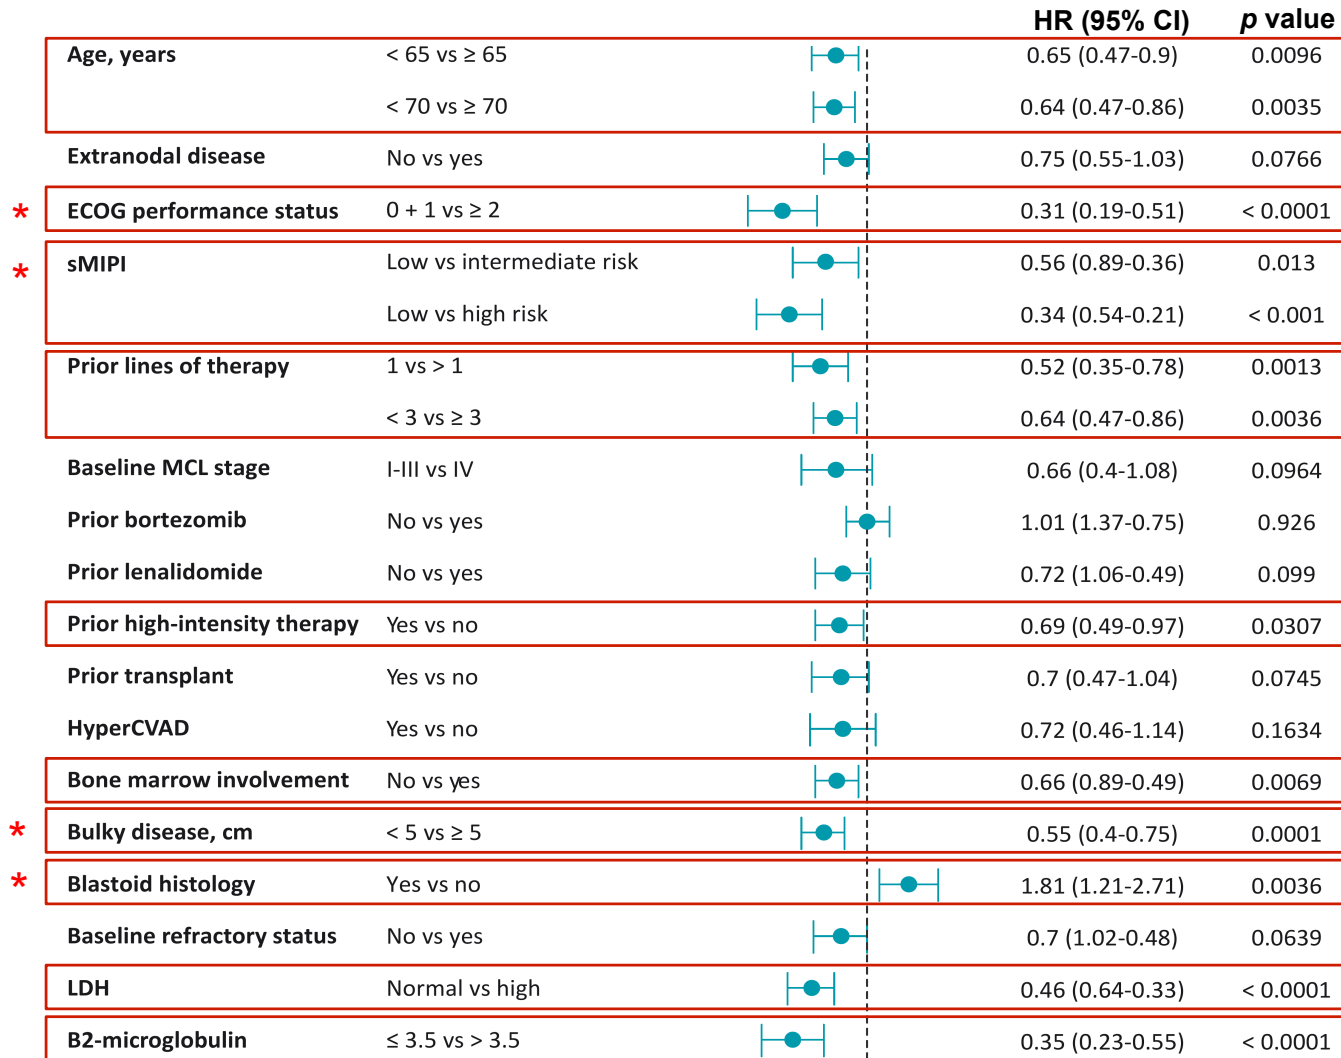 HR (95% CI) p value
Age, years < 65 vs ≥ 65 0.65 (0.47-0.9) 0.0096
< 70 vs ≥ 70 0.64 (0.47-0.86) 0.0035
Extranodal disease No vs yes 0.75 (0.55-1.03) 0.0766
* ECOG performance status 0 + 1 vs ≥ 2 0.31 (0.19-0.51) < 0.0001
* sMIPI Low vs intermediate risk 0.56 (0.89-0.36) 0.013
Low vs high risk 0.34 (0.54-0.21) < 0.001
Prior lines of therapy 1 vs > 1 0.52 (0.35-0.78) 0.0013
< 3 vs ≥ 3 0.64 (0.47-0.86) 0.0036
Baseline MCL stage I-III vs IV 0.66 (0.4-1.08) 0.0964
Prior bortezomib No vs yes 1.01 (1.37-0.75) 0.926
Prior lenalidomide No vs yes 0.72 (1.06-0.49) 0.099
Prior high-intensity therapy Yes vs no 0.69 (0.49-0.97) 0.0307
Prior transplant Yes vs no 0.7 (0.47-1.04) 0.0745
HyperCVAD Yes vs no 0.72 (0.46-1.14) 0.1634
Bone marrow involvement No vs yes 0.66 (0.89-0.49) 0.0069
* Bulky disease, cm < 5 vs ≥ 5 0.55 (0.4-0.75) 0.0001
* Blastoid histology Yes vs no 1.81 (1.21-2.71) 0.0036
Baseline refractory status No vs yes 0.7 (1.02-0.48) 0.0639
LDH Normal vs high 0.46 (0.64-0.33) < 0.0001
B2-microglobulin ≤ 3.5 vs > 3.5 0.35 (0.23-0.55) < 0.0001